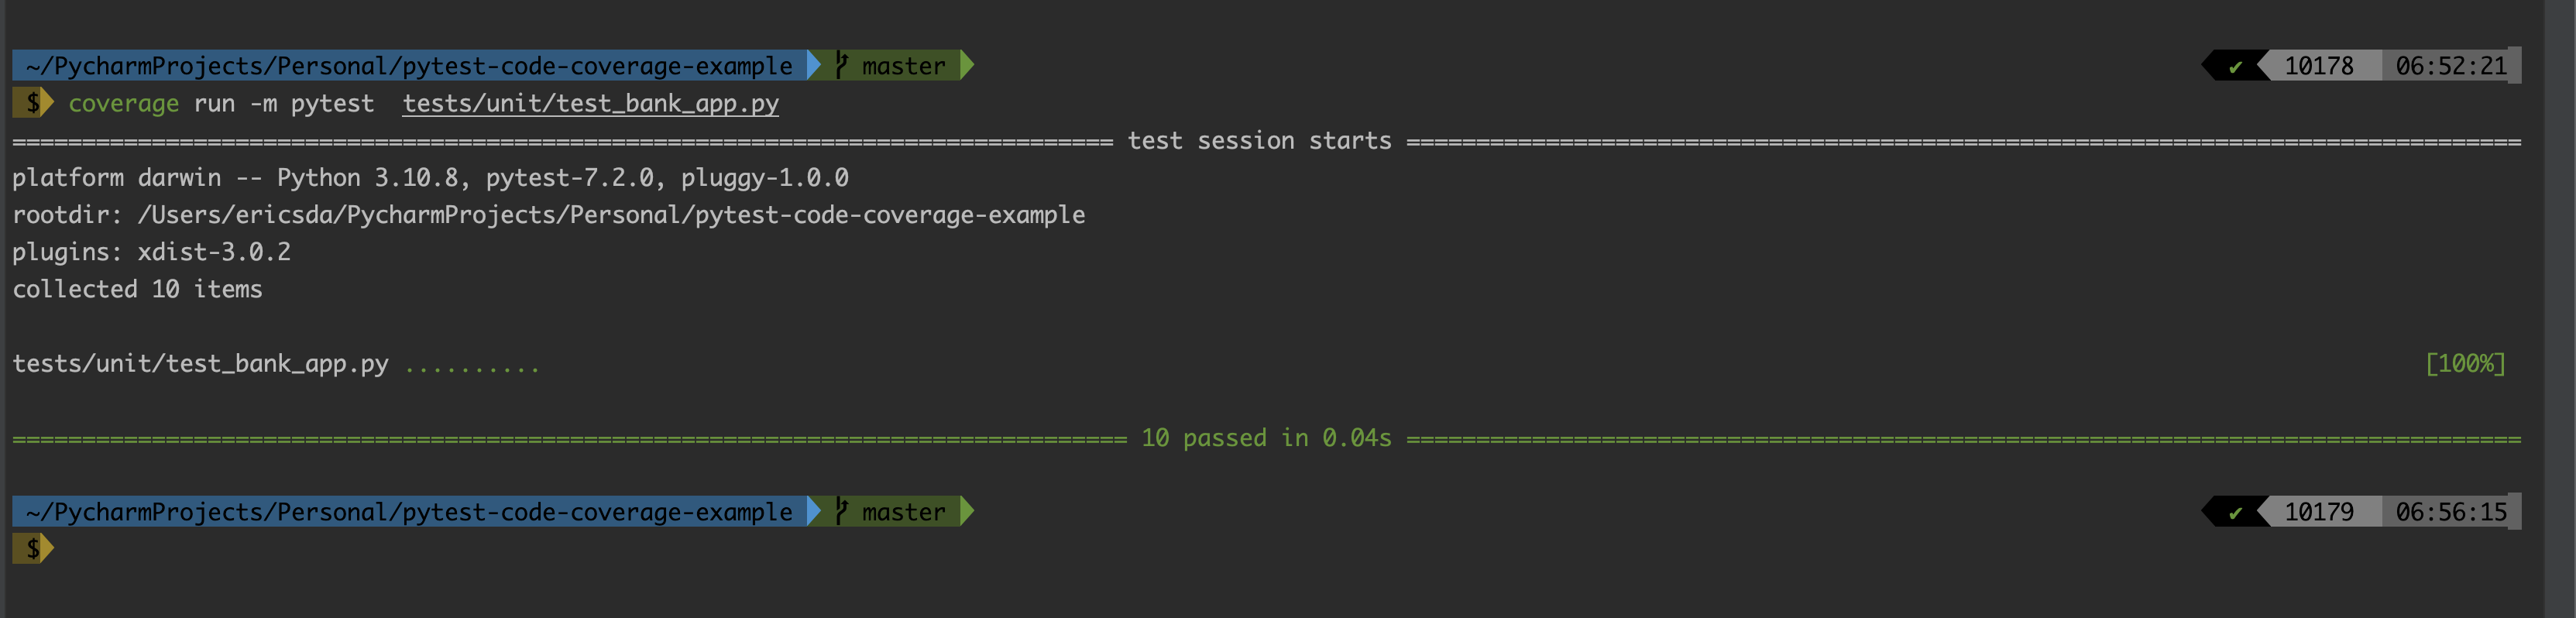 ~/PycharmProjects/Personal/pytest-code-coverage-example master ✔ 10178 06:52:21
$ coverage run -m pytest  tests/unit/test_bank_app.py
=============================================================================== test session starts ================================================================================
platform darwin -- Python 3.10.8, pytest-7.2.0, pluggy-1.0.0
rootdir: /Users/ericsda/PycharmProjects/Personal/pytest-code-coverage-example
plugins: xdist-3.0.2
collected 10 items
tests/unit/test_bank_app.py .......... [100%]
================================================================================ 10 passed in 0.04s ================================================================================
~/PycharmProjects/Personal/pytest-code-coverage-example master ✔ 10179 06:56:15
$